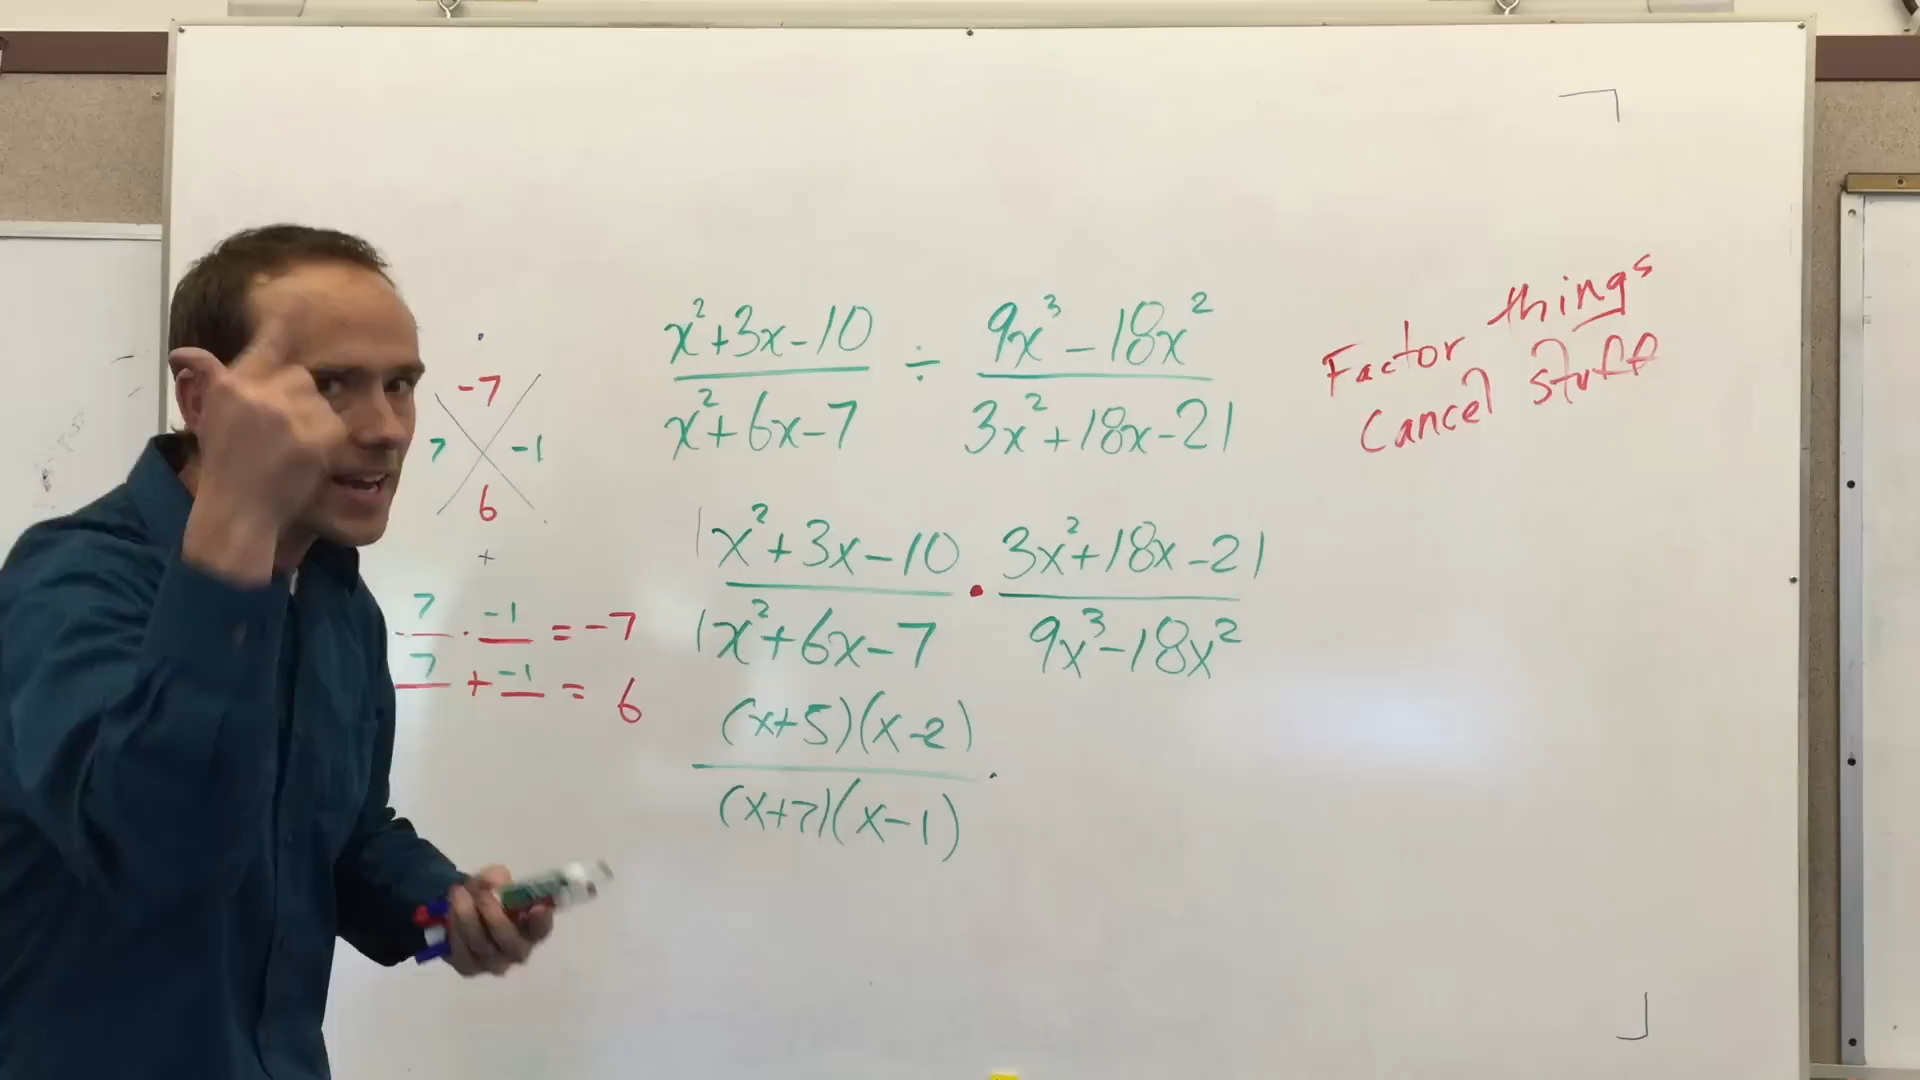 x²+3x-10 ÷ 9x³-18x²
x²+6x-7 3x²+18x-21
Factor things
Cancel stuff
-7
7 -1
6
+
7 · -1 = -7
7 + -1 = 6
1x²+3x-10 · 3x²+18x-21
1x²+6x-7 9x³-18x²
(x+5)(x-2) ·
(x+7)(x-1)